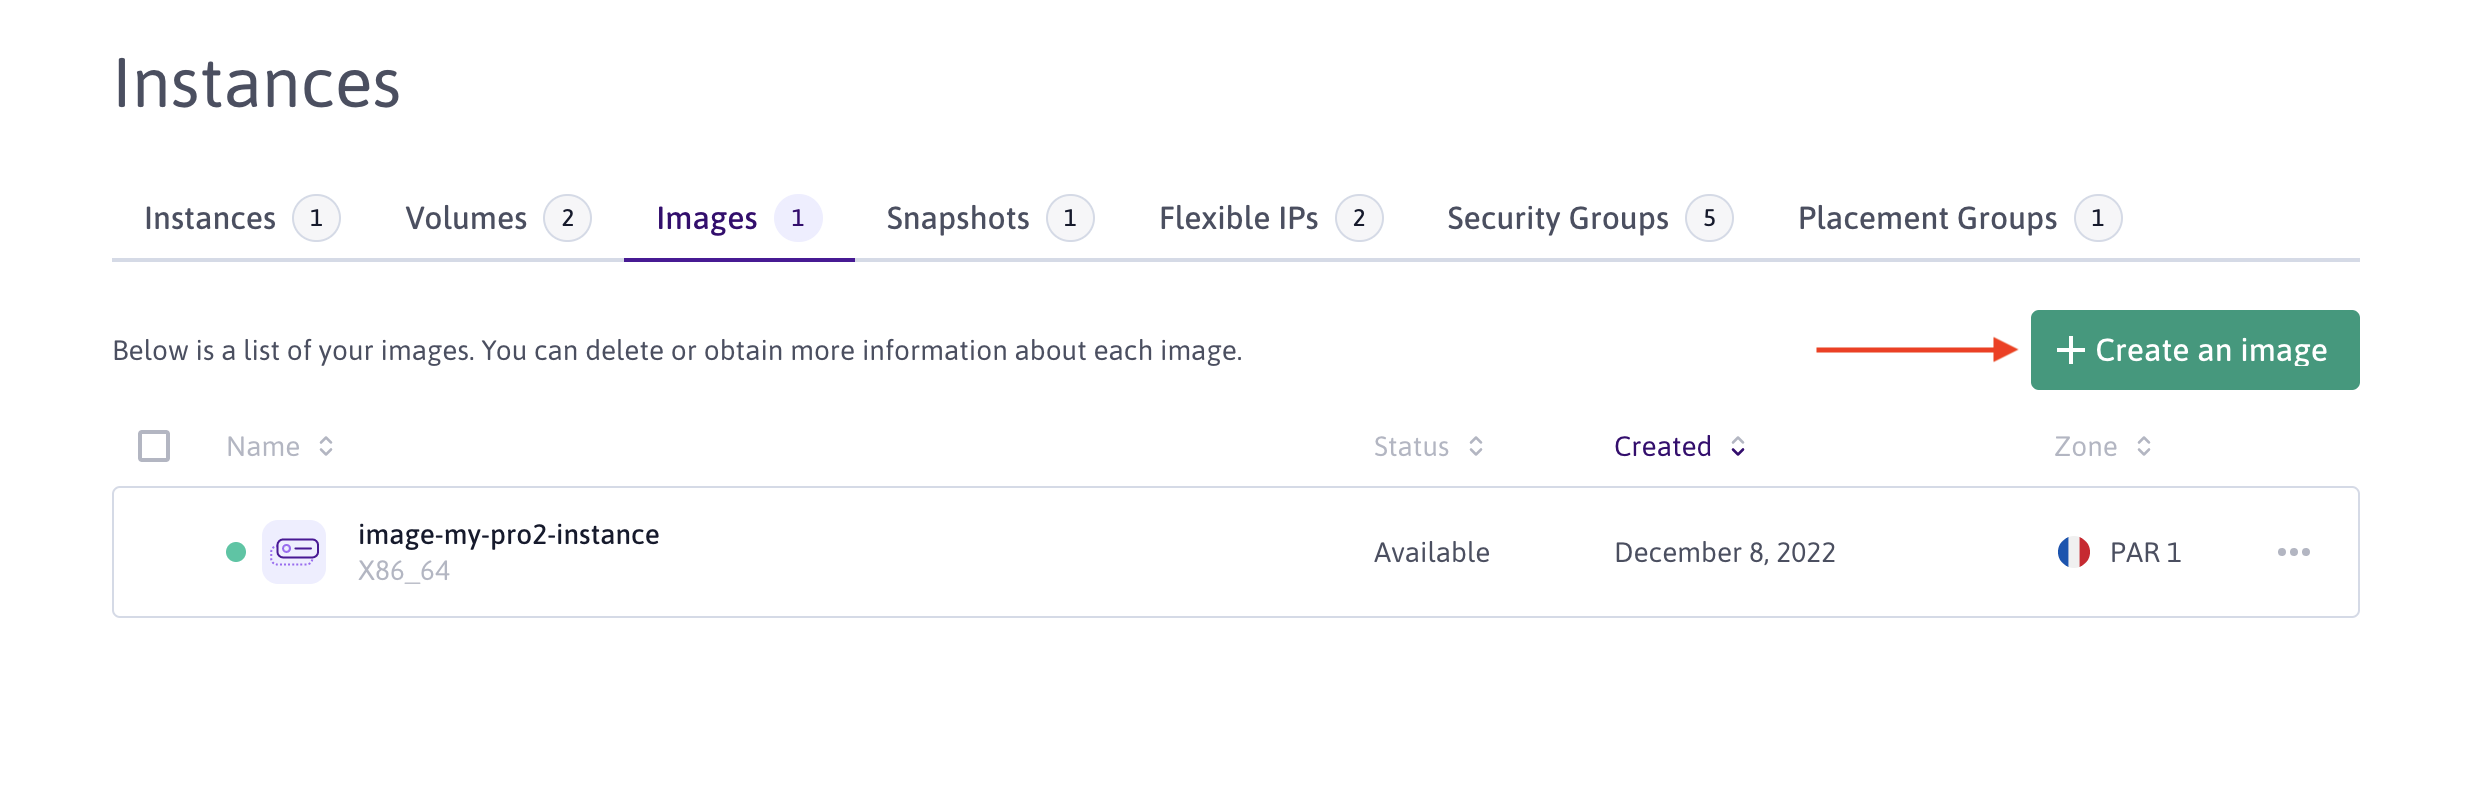 Instances
Instances 1 Volumes 2 Images 1 Snapshots 1 Flexible IPs 2 Security Groups 5 Placement Groups 1
Below is a list of your images. You can delete or obtain more information about each image.
+ Create an image
Name Status Created Zone
image-my-pro2-instance
X86_64
Available December 8, 2022 PAR 1